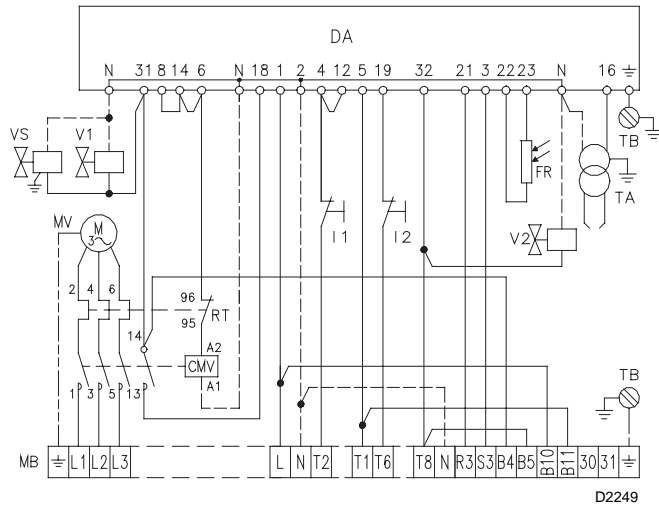 DA
N 31 8 14 6 N 18 1 2 4 12 5 19 32 21 3 22 23 N 16
VS V1 TB
FR
TA
MV M 3 I1 I2 V2
2 4 6 96
RT
95
14
A2
CMV
A1
1 3 5 13 TB
MB L1 L2 L3 L N T2 T1 T6 T8 N R3 S3 B4 B5 B10 B11 30 31
D2249